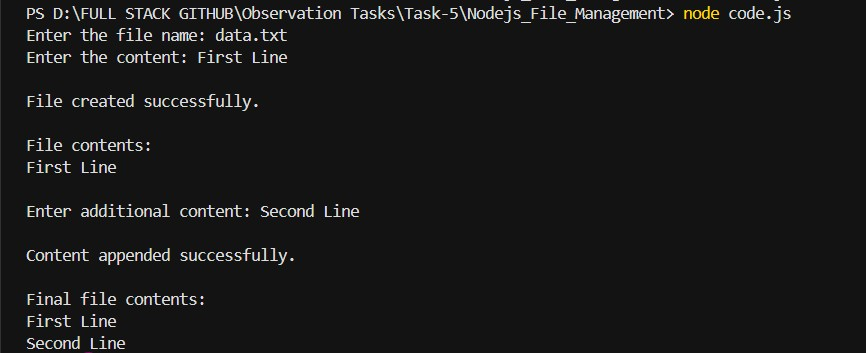 PS D:\FULL STACK GITHUB\Observation Tasks\Task-5\Nodejs_File_Management> node code.js
Enter the file name: data.txt
Enter the content: First Line
File created successfully.
File contents:
First Line
Enter additional content: Second Line
Content appended successfully.
Final file contents:
First Line
Second Line